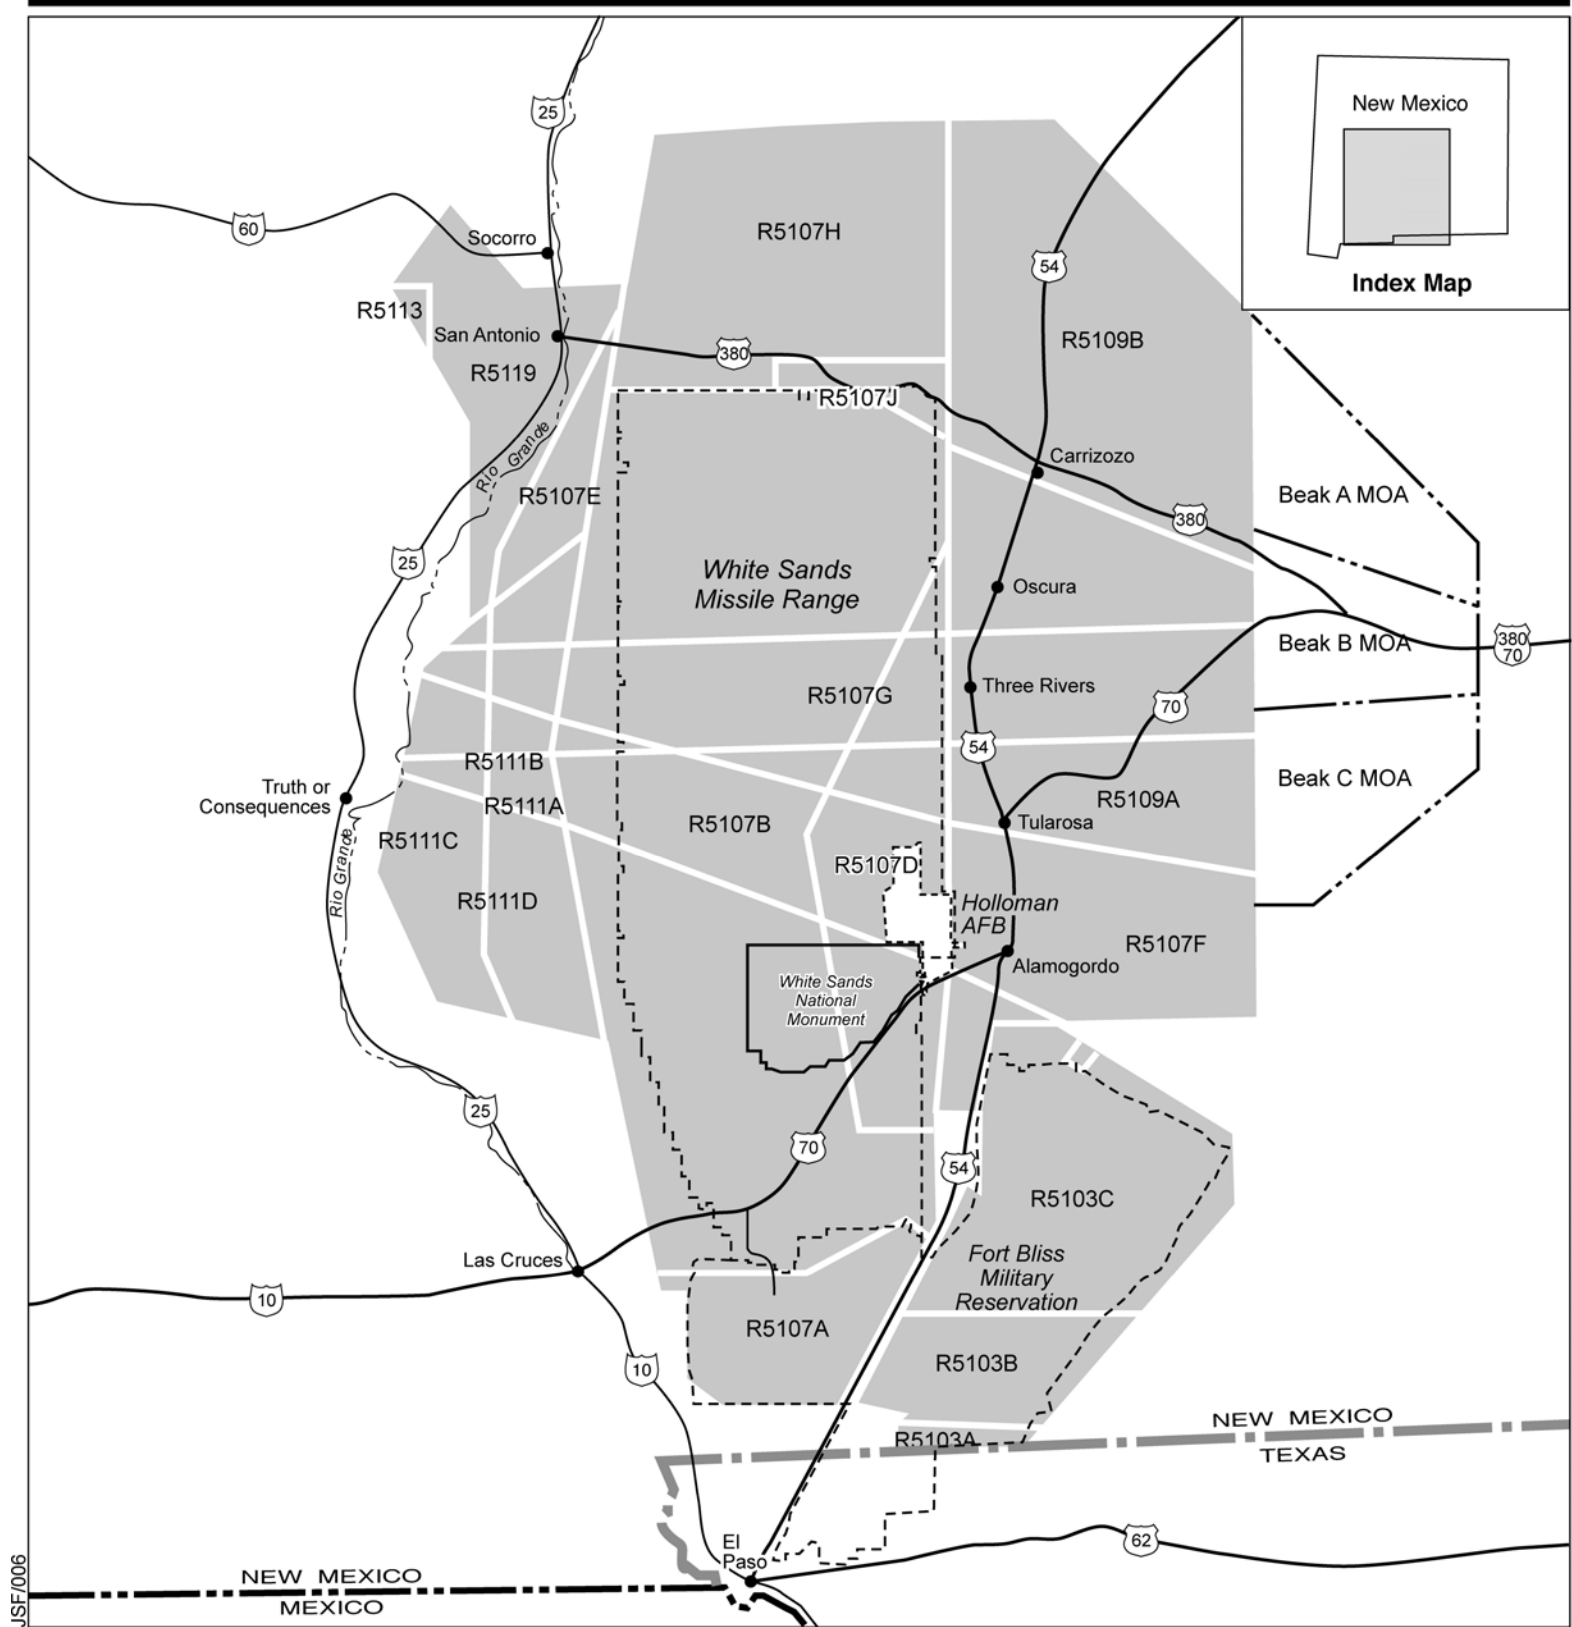 New Mexico
Index Map
25
60
Socorro
R5107H
54
R5113
San Antonio
R5119
380
R5109B
R5107J
Rio Grande
R5107E
Carrizozo
Beak A MOA
380
25
White Sands
Missile Range
Oscura
Beak B MOA
380
70
R5107G
Three Rivers
70
54
R5111B
Truth or
Consequences
R5111A
R5107B
R5109A
Beak C MOA
Tularosa
R5111C
Rio Grande
R5107D
R5111D
Holloman
AFB
R5107F
Alamogordo
White Sands
National
Monument
25
70
54
R5103C
Las Cruces
Fort Bliss
Military
Reservation
10
R5107A
R5103B
10
NEW MEXICO
R5103A
TEXAS
El
Paso
62
NEW MEXICO
MEXICO
JSF/006